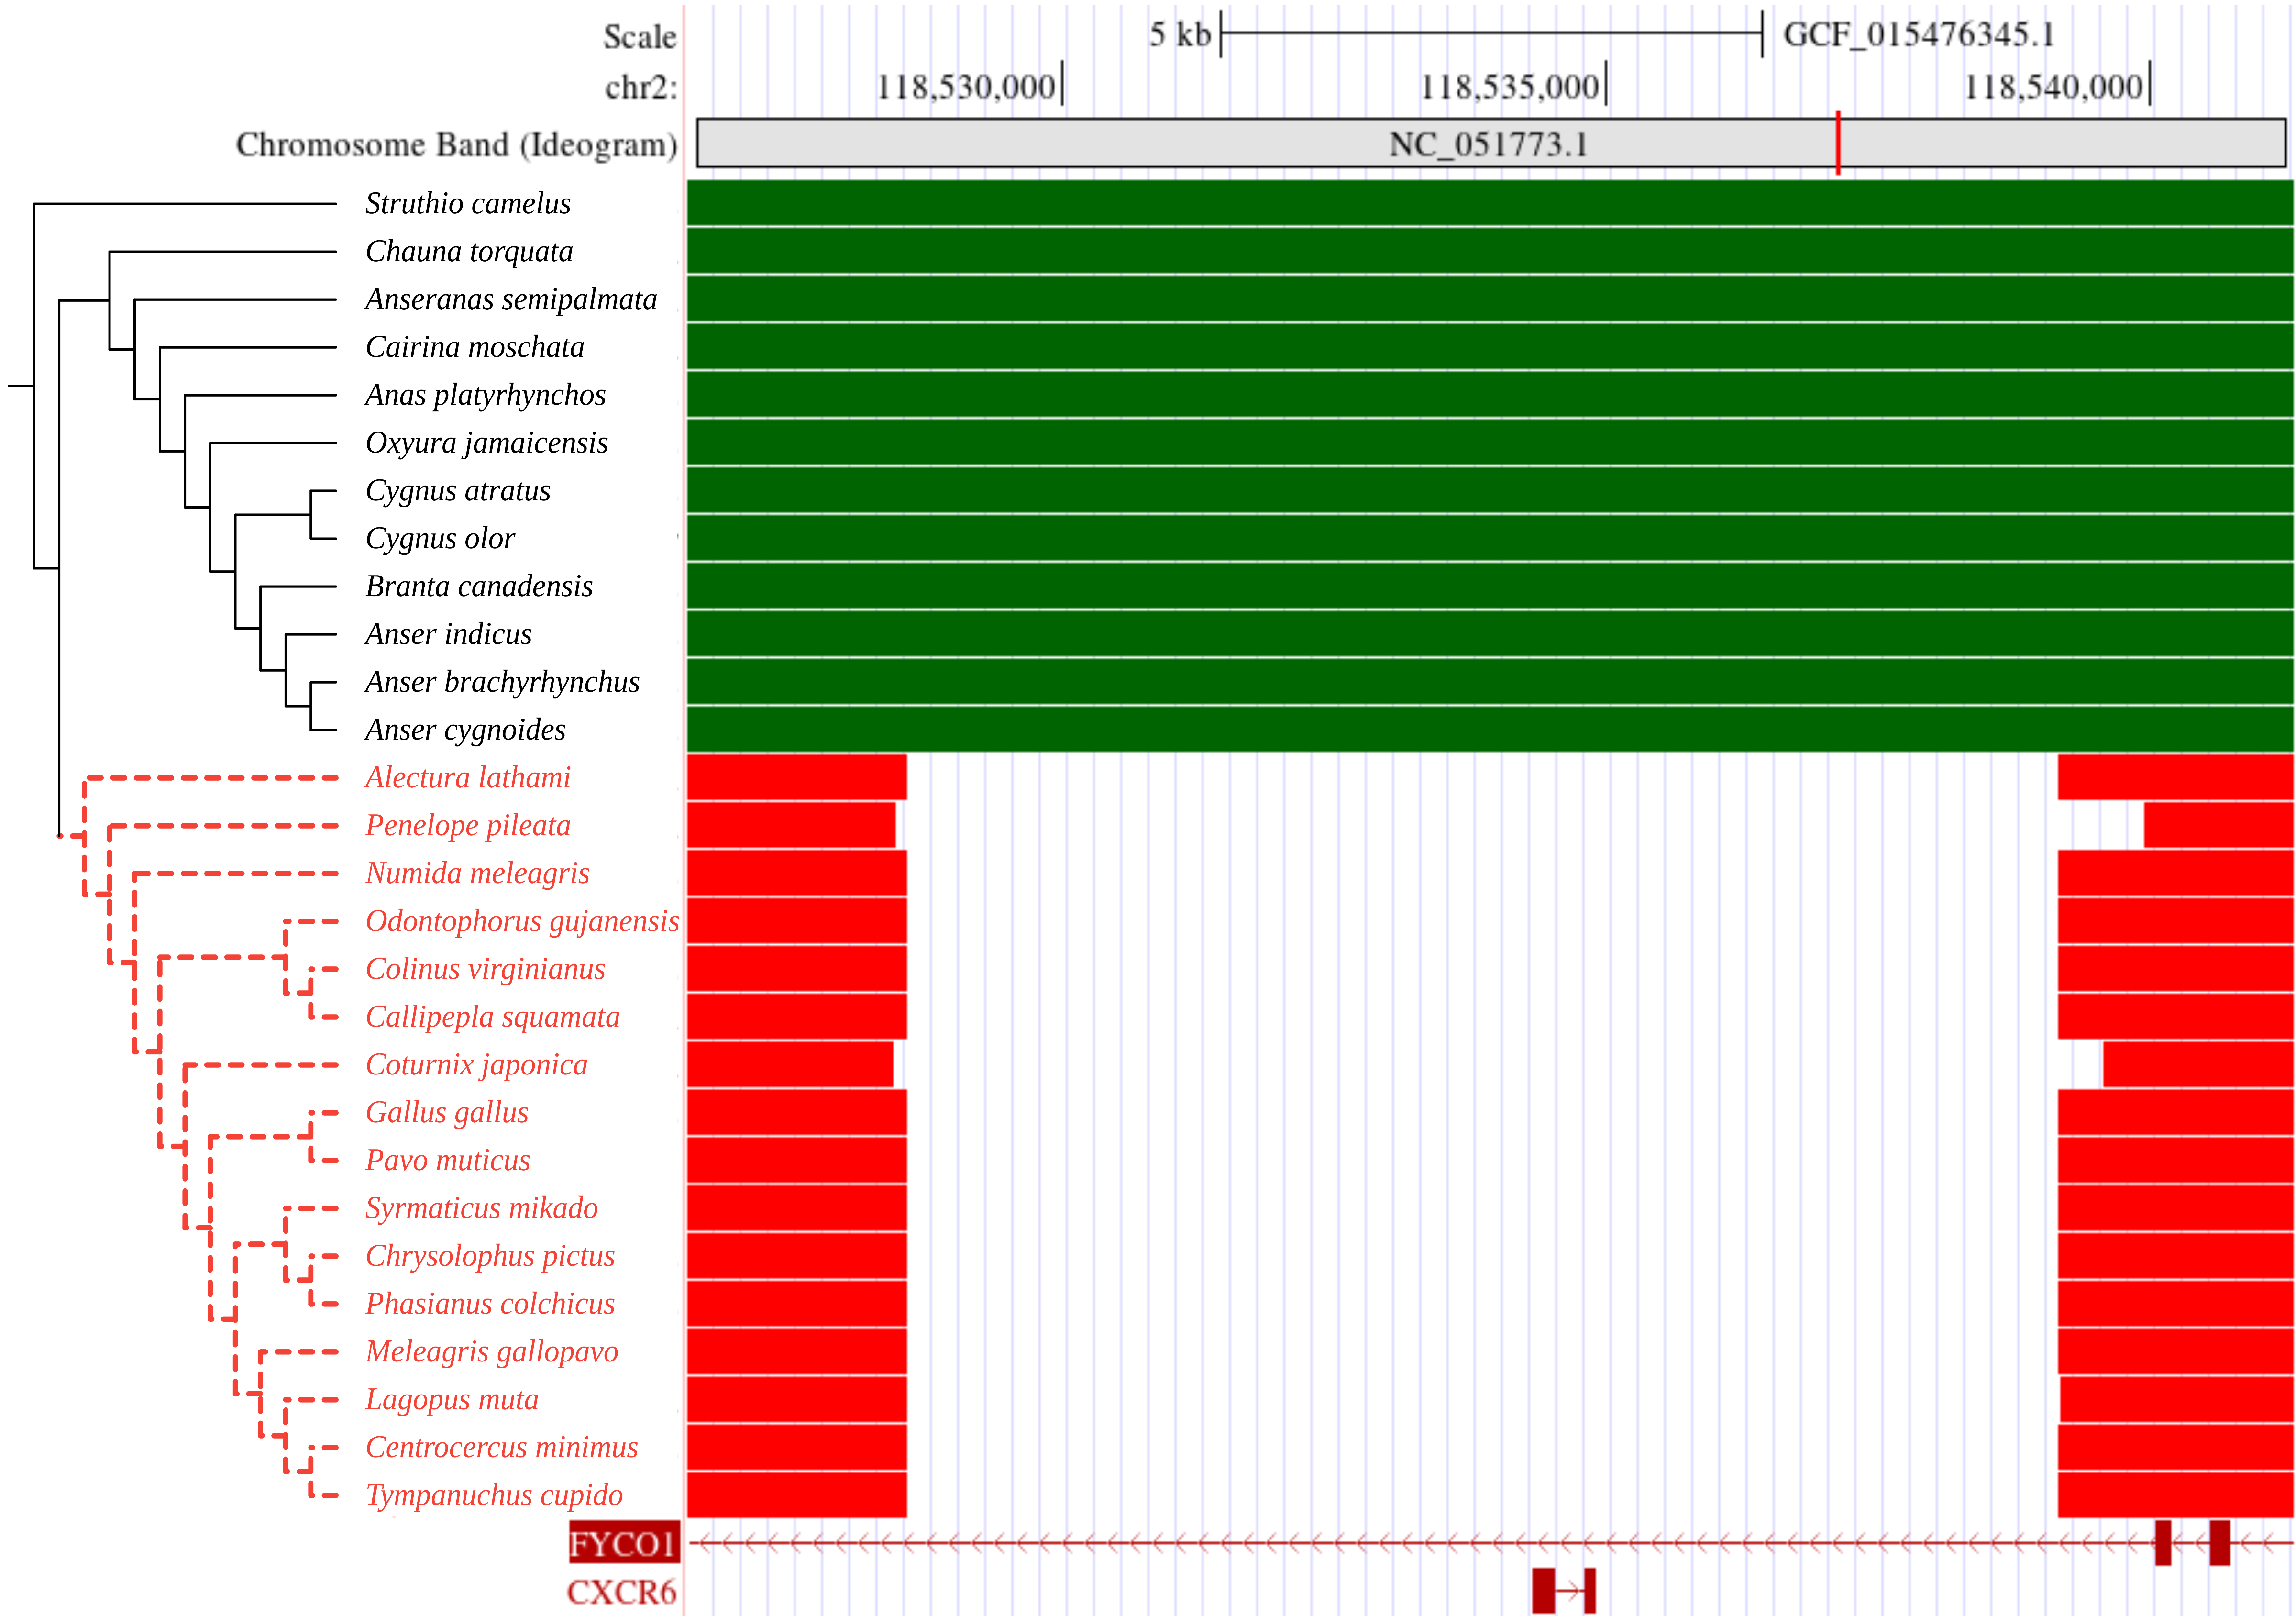 Scale 5 kb GCF_015476345.1
chr2: 118,530,000 118,535,000 118,540,000
Chromosome Band (Ideogram) NC_051773.1
Struthio camelus
Chauna torquata
Anseranas semipalmata
Cairina moschata
Anas platyrhynchos
Oxyura jamaicensis
Cygnus atratus
Cygnus olor
Branta canadensis
Anser indicus
Anser brachyrhynchus
Anser cygnoides
Alectura lathami
Penelope pileata
Numida meleagris
Odontophorus gujanensis
Colinus virginianus
Callipepla squamata
Coturnix japonica
Gallus gallus
Pavo muticus
Syrmaticus mikado
Chrysolophus pictus
Phasianus colchicus
Meleagris gallopavo
Lagopus muta
Centrocercus minimus
Tympanuchus cupido
FYCO1
CXCR6